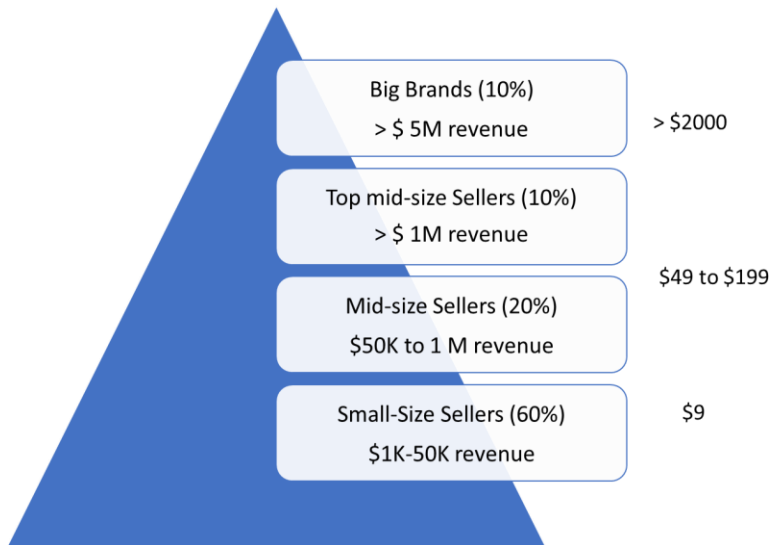 Big Brands (10%)
> $ 5M revenue
> $2000
Top mid-size Sellers (10%)
> $ 1M revenue
$49 to $199
Mid-size Sellers (20%)
$50K to 1 M revenue
Small-Size Sellers (60%)
$1K-50K revenue
$9